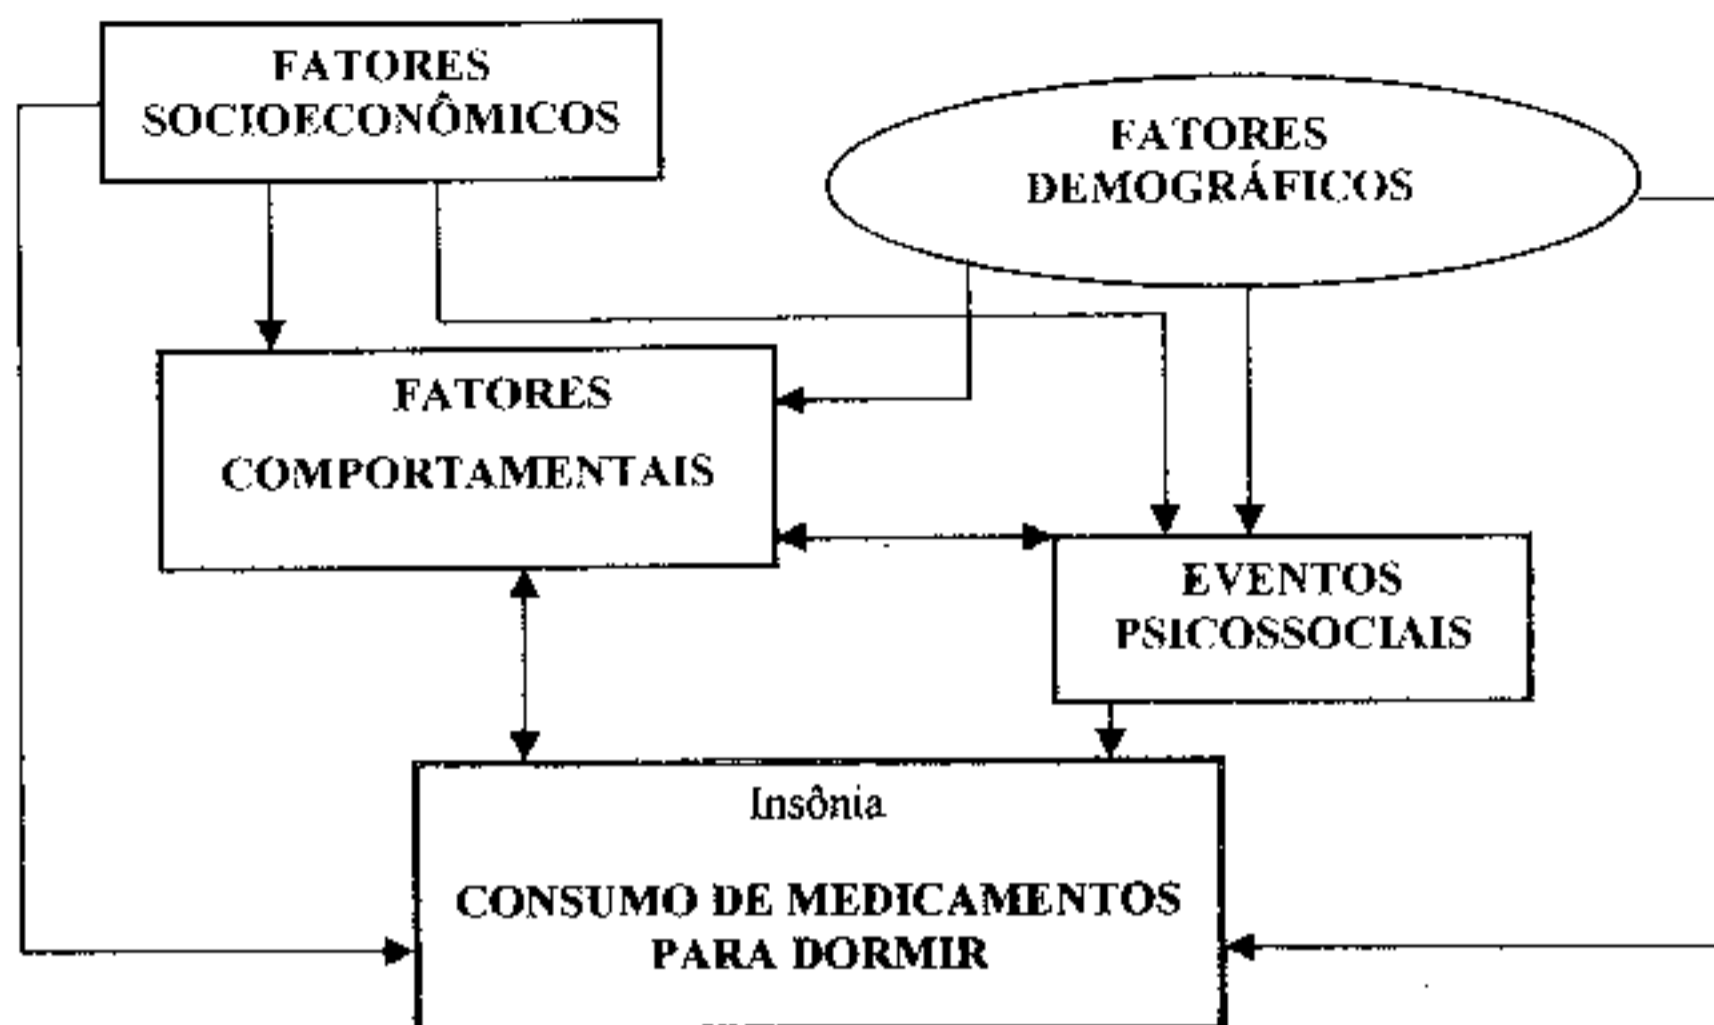 FATORES
SOCIOECONÔMICOS
FATORES
DEMOGRÁFICOS
FATORES
COMPORTAMENTAIS
EVENTOS
PSICOSSOCIAIS
Insônia
CONSUMO DE MEDICAMENTOS
PARA DORMIR